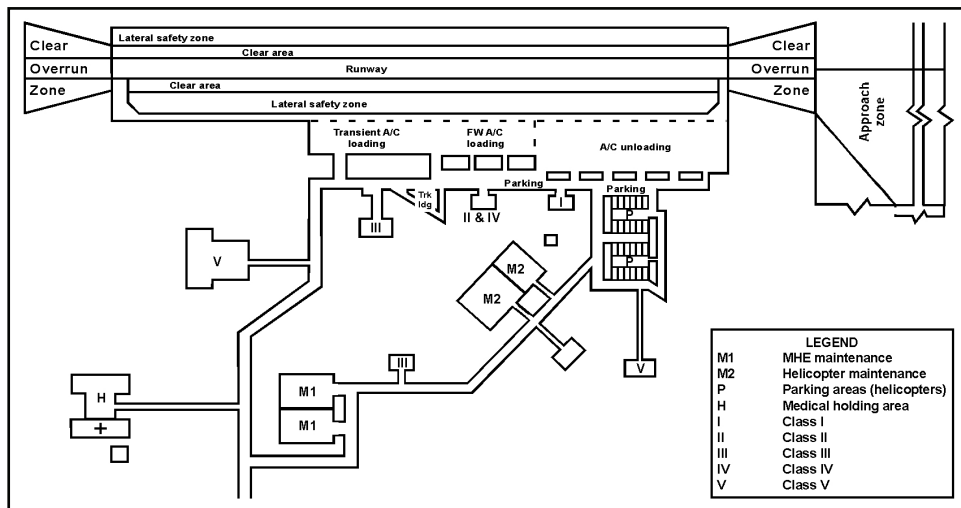 Clear
Overrun
Zone
Lateral safety zone
Clear area
Runway
Clear area
Lateral safety zone
Clear
Overrun
Zone
Approach
zone
Transient A/C
loading
FW A/C
loading
A/C unloading
Parking
Parking
Trk
ldg
III
II & IV
I
P
P
V
M2
M2
III
V
M1
M1
H
LEGEND
M1 MHE maintenance
M2 Helicopter maintenance
P Parking areas (helicopters)
H Medical holding area
I Class I
II Class II
III Class III
IV Class IV
V Class V